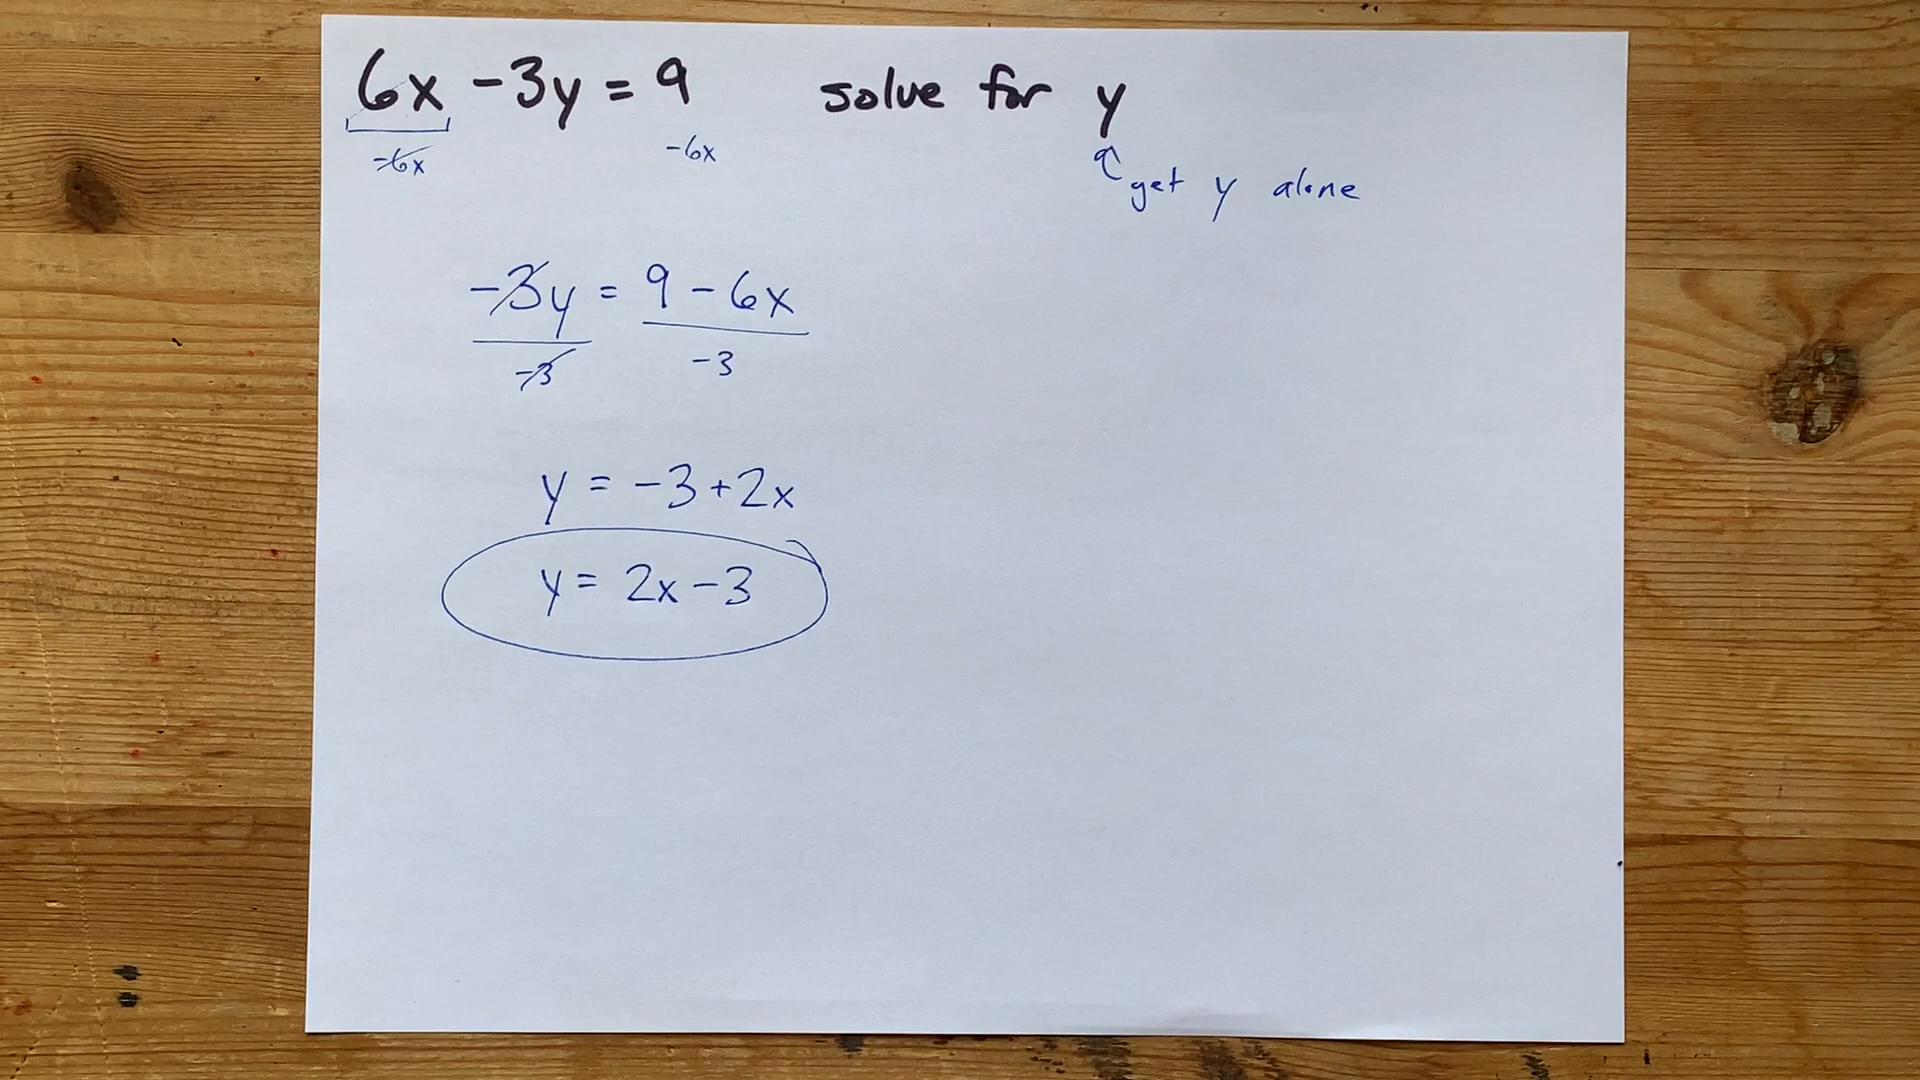 6x - 3y = 9 solve for y
-6x -6x
get y alone
-3y = 9 - 6x
-3 -3
y = -3 + 2x
y = 2x - 3